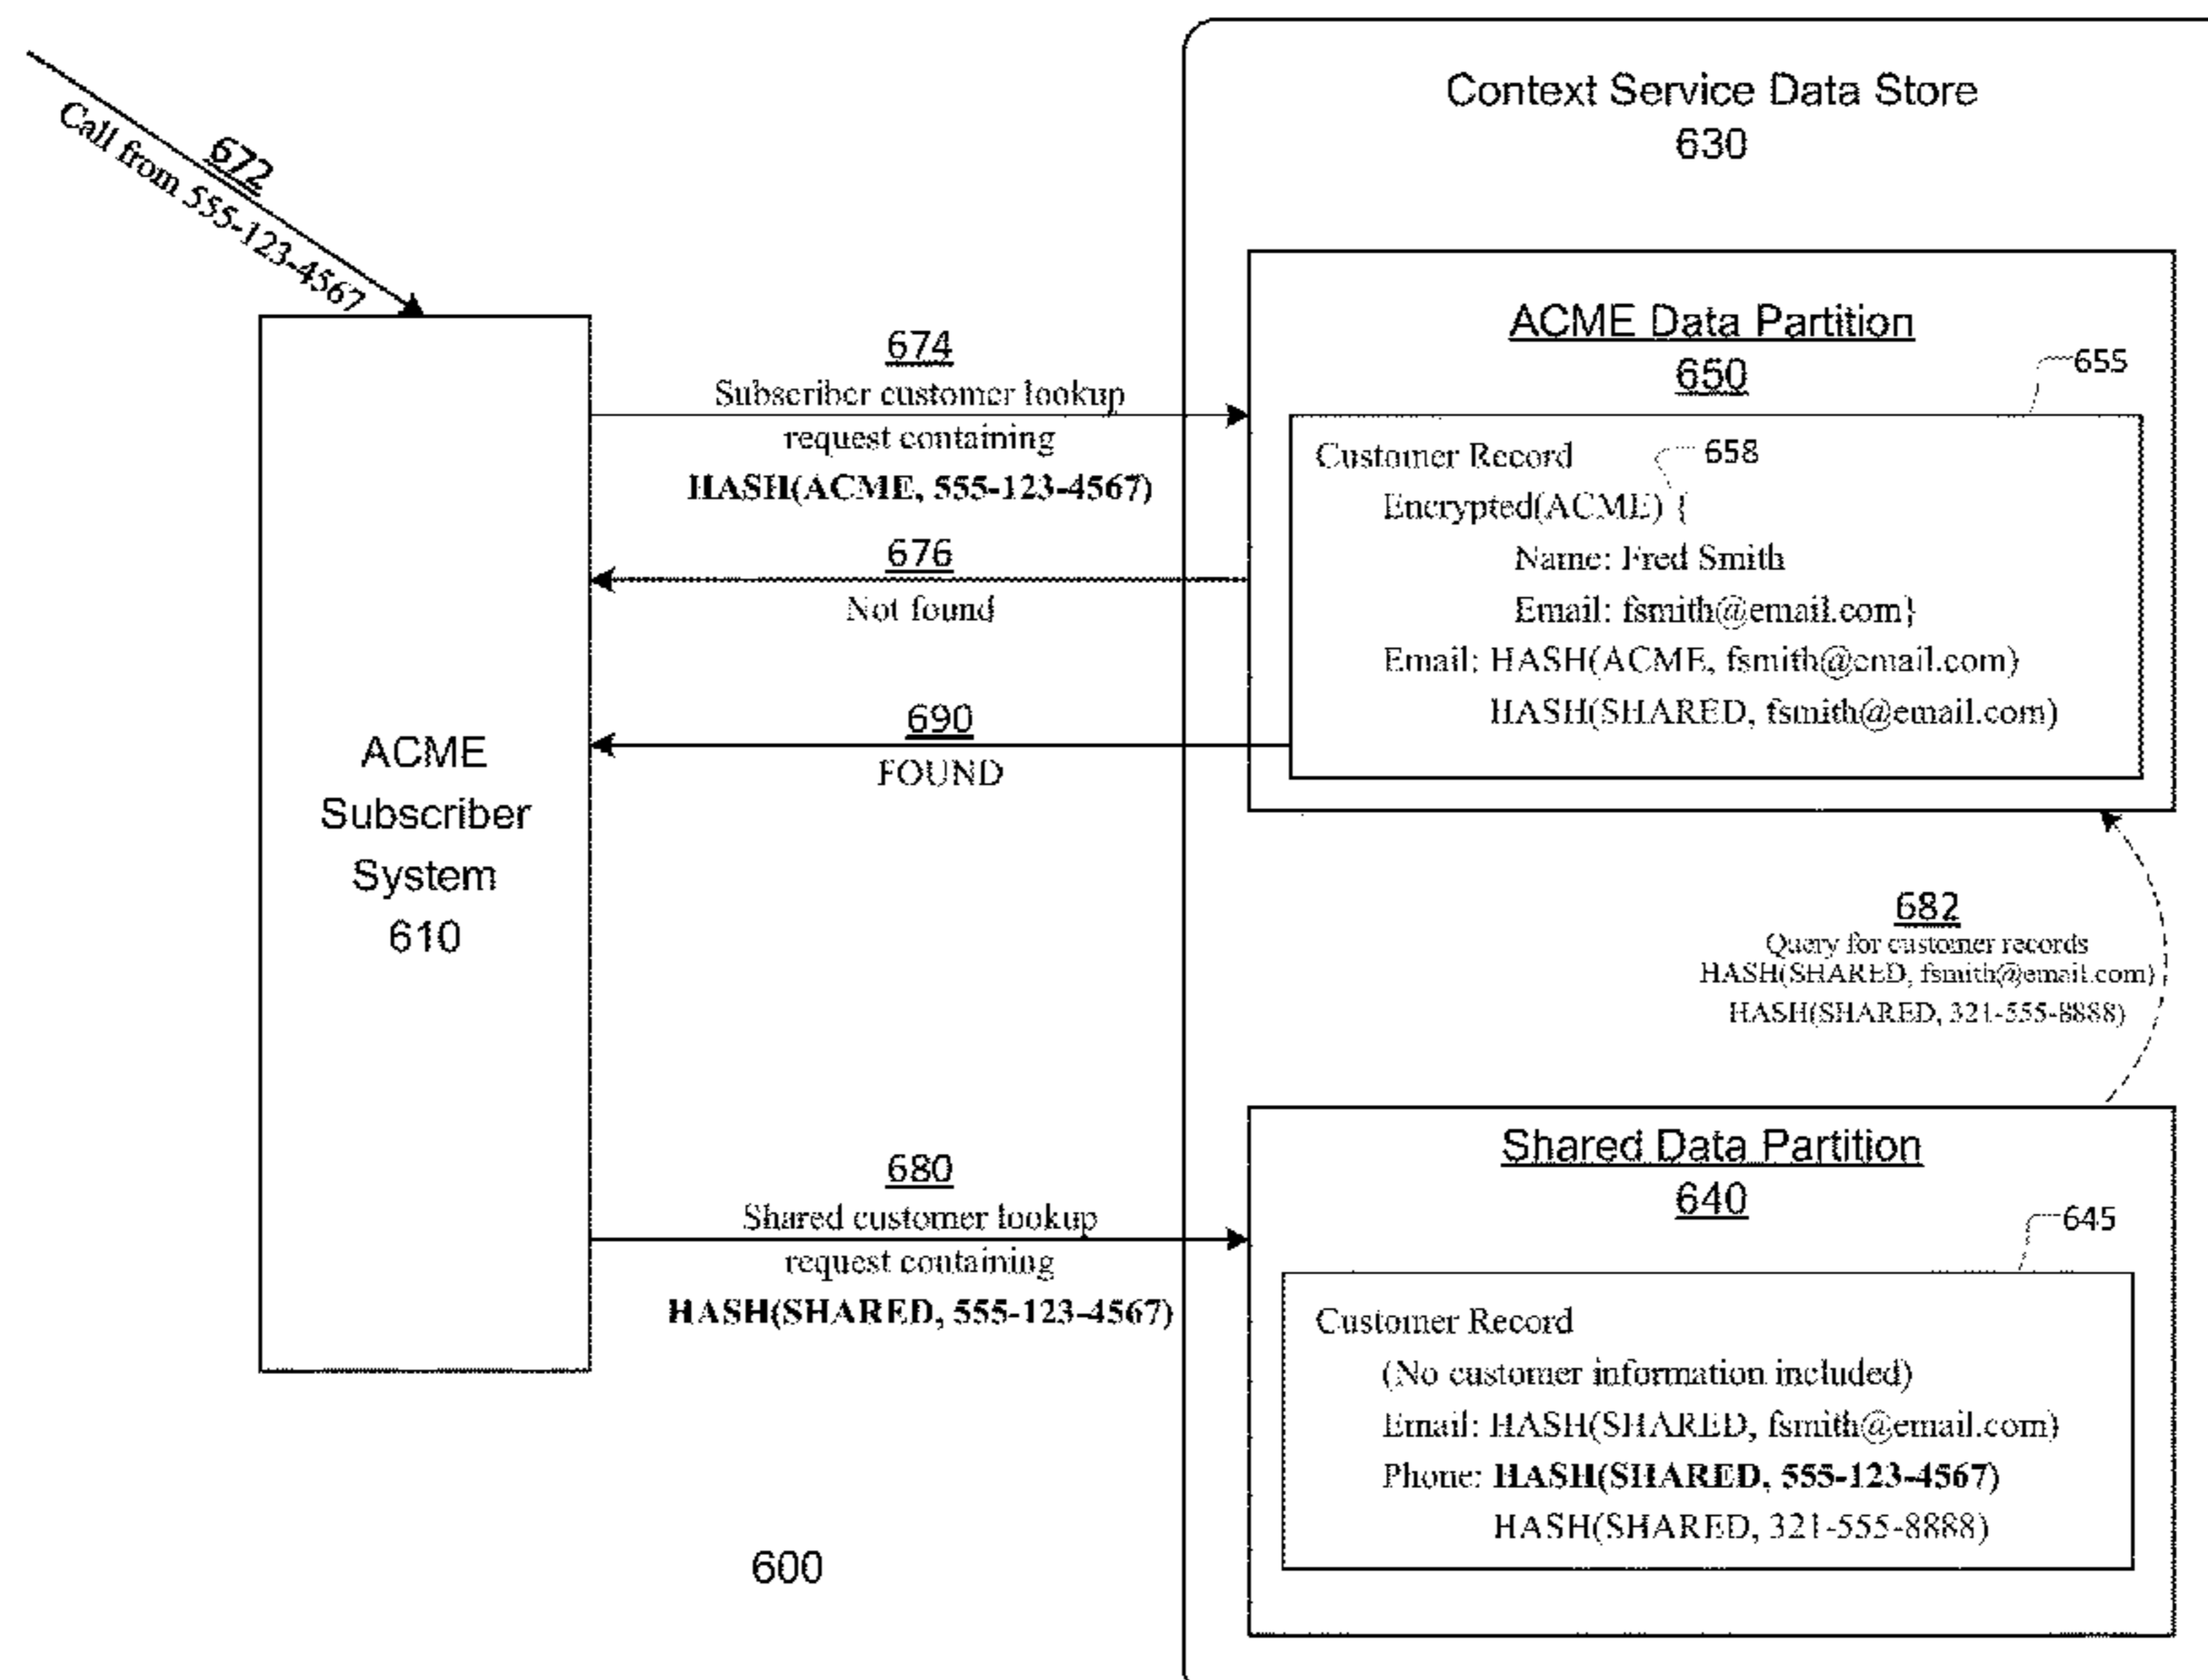 672
Call from 555-123-4567
ACME
Subscriber
System
610
674
Subscriber customer lookup
request containing
HASH(ACME, 555-123-4567)
676
Not found
690
FOUND
680
Shared customer lookup
request containing
HASH(SHARED, 555-123-4567)
600
Context Service Data Store
630
ACME Data Partition
650
655
Customer Record
658
Encrypted(ACME) {
Name: Fred Smith
Email: fsmith@email.com}
Email: HASH(ACME, fsmith@email.com)
HASH(SHARED, fsmith@email.com)
682
Query for customer records
HASH(SHARED, fsmith@email.com)
HASH(SHARED, 321-555-8888)
Shared Data Partition
640
645
Customer Record
(No customer information included)
Email: HASH(SHARED, fsmith@email.com)
Phone: HASH(SHARED, 555-123-4567)
HASH(SHARED, 321-555-8888)